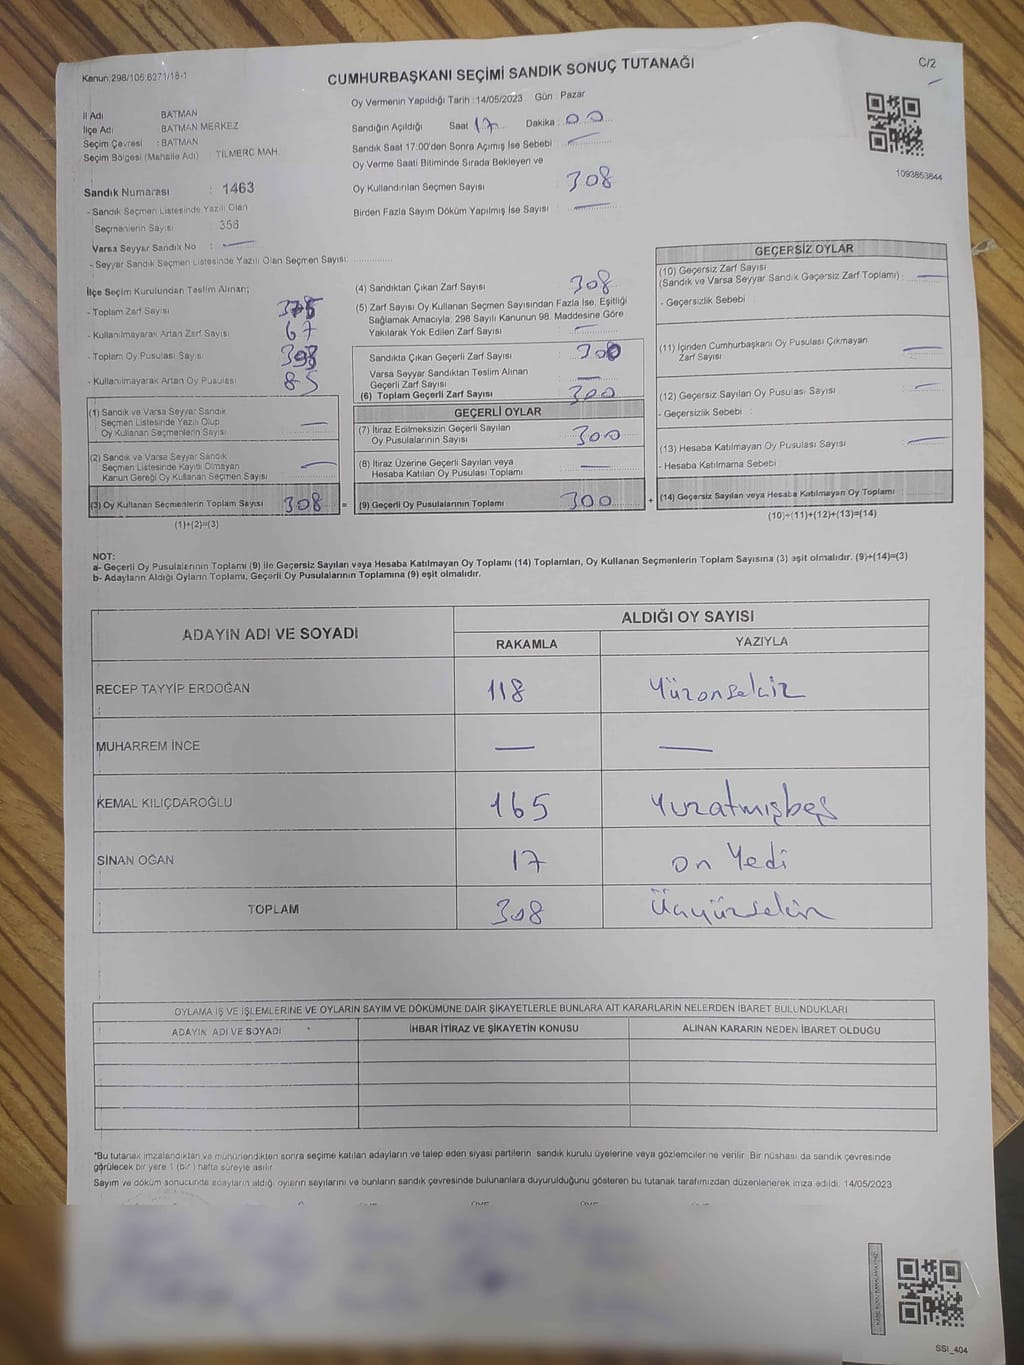 Kanun:298/105;6271/18-1
CUMHURBAŞKANI SEÇİMİ SANDIK SONUÇ TUTANAĞI
C/2
İl Adı BATMAN
İlçe Adı BATMAN MERKEZ
Seçim Çevresi : BATMAN
Seçim Bölgesi (Mahalle Adı) TİLMERC MAH.
Sandık Numarası : 1463
- Sandık Seçmen Listesinde Yazılı Olan
Seçmenlerin Sayısı : 358
Varsa Seyyar Sandık No : —
- Seyyar Sandık Seçmen Listesinde Yazılı Olan Seçmen Sayısı:
Oy Vermenin Yapıldığı Tarih : 14/05/2023 Gün : Pazar
Sandığın Açıldığı Saat 17 Dakika : 00
Sandık Saat 17:00'den Sonra Açımış İse Sebebi : —
Oy Verme Saati Bitiminde Sırada Bekleyen ve
Oy Kullandırılan Seçmen Sayısı : 308
Birden Fazla Sayım Döküm Yapılmış İse Sayısı : —
1093853844
İlçe Seçim Kurulundan Teslim Alınan;
- Toplam Zarf Sayısı : 375
- Kullanılmayarak Artan Zarf Sayısı : 67
- Toplam Oy Pusulası Sayısı : 398
- Kullanılmayarak Artan Oy Pusulası : 85
(1) Sandık ve Varsa Seyyar Sandık
Seçmen Listesinde Yazılı Olup
Oy Kullanan Seçmenlerin Sayısı : —
(2) Sandık ve Varsa Seyyar Sandık
Seçmen Listesinde Kayıtlı Olmayan
Kanun Gereği Oy Kullanan Seçmen Sayısı : —
(3) Oy Kullanan Seçmenlerin Toplam Sayısı 308 =
(1)+(2)=(3)
(4) Sandıktan Çıkan Zarf Sayısı : 308
(5) Zarf Sayısı Oy Kullanan Seçmen Sayısından Fazla İse, Eşitliği
Sağlamak Amacıyla; 298 Sayılı Kanunun 98. Maddesine Göre
Yakılarak Yok Edilen Zarf Sayısı : —
Sandıkta Çıkan Geçerli Zarf Sayısı : 300
Varsa Seyyar Sandıktan Teslim Alınan
Geçerli Zarf Sayısı : —
(6) Toplam Geçerli Zarf Sayısı : 300
GEÇERLİ OYLAR
(7) İtiraz Edilmeksizin Geçerli Sayılan
Oy Pusulalarının Sayısı : 300
(8) İtiraz Üzerine Geçerli Sayılan veya
Hesaba Katılan Oy Pusulası Toplamı : —
(9) Geçerli Oy Pusulalarının Toplamı : 300 +
GEÇERSİZ OYLAR
(10) Geçersiz Zarf Sayısı
(Sandık ve Varsa Seyyar Sandık Geçersiz Zarf Toplamı) : —
- Geçersizlik Sebebi :
(11) İçinden Cumhurbaşkanı Oy Pusulası Çıkmayan
Zarf Sayısı : —
(12) Geçersiz Sayılan Oy Pusulası Sayısı : —
- Geçersizlik Sebebi :
(13) Hesaba Katılmayan Oy Pusulası Sayısı : —
- Hesaba Katılmama Sebebi :
(14) Geçersiz Sayılan veya Hesaba Katılmayan Oy Toplamı :
(10)+(11)+(12)+(13)=(14)
NOT:
a- Geçerli Oy Pusulalarının Toplamı (9) ile Geçersiz Sayılan veya Hesaba Katılmayan Oy Toplamı (14) Toplamları, Oy Kullanan Seçmenlerin Toplam Sayısına (3) eşit olmalıdır. (9)+(14)=(3)
b- Adayların Aldığı Oyların Toplamı, Geçerli Oy Pusulalarının Toplamına (9) eşit olmalıdır.
ADAYIN ADI VE SOYADI ALDIĞI OY SAYISI
RAKAMLA YAZIYLA
RECEP TAYYİP ERDOĞAN 118 Yüzonsekiz
MUHARREM İNCE — —
KEMAL KILIÇDAROĞLU 165 Yuzatmışbeş
SİNAN OĞAN 17 on Yedi
TOPLAM 308 Üçyüzsekiz
OYLAMA İŞ VE İŞLEMLERİNE VE OYLARIN SAYIM VE DÖKÜMÜNE DAİR ŞİKAYETLERLE BUNLARA AİT KARARLARIN NELERDEN İBARET BULUNDUKLARI
ADAYIN ADI VE SOYADI İHBAR İTİRAZ VE ŞİKAYETİN KONUSU ALINAN KARARIN NEDEN İBARET OLDUĞU
*Bu tutanak imzalandıktan ve mühürlendikten sonra seçime katılan adayların ve talep eden siyasi partilerin sandık kurulu üyelerine veya gözlemcilerine verilir. Bir nüshası da sandık çevresinde
görülecek bir yere 1 (bir) hafta süreyle asılır.
Sayım ve döküm sonucunda adayların aldığı oyların sayılarını ve bunların sandık çevresinde bulunanlara duyurulduğunu gösteren bu tutanak tarafımızdan düzenlenerek imza edildi. 14/05/2023
SSİ_404